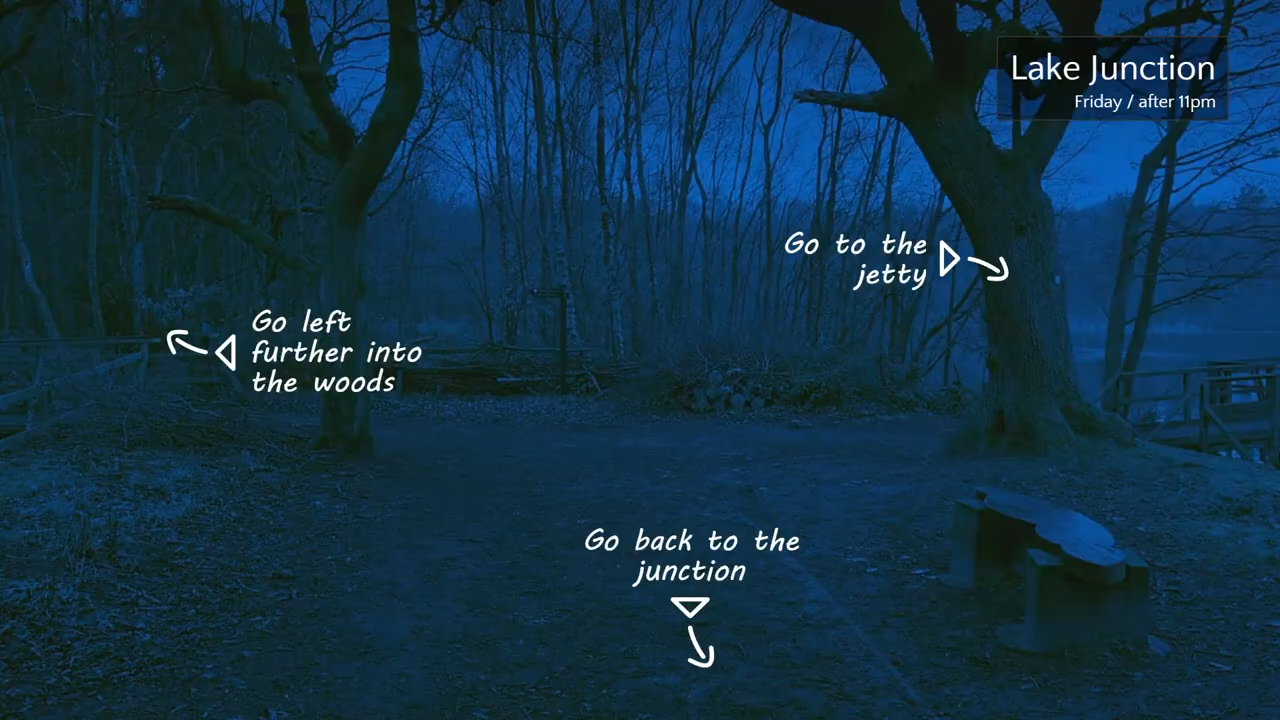 Lake Junction
Friday / after 11pm
Go to the
jetty
Go left
further into
the woods
Go back to the
junction